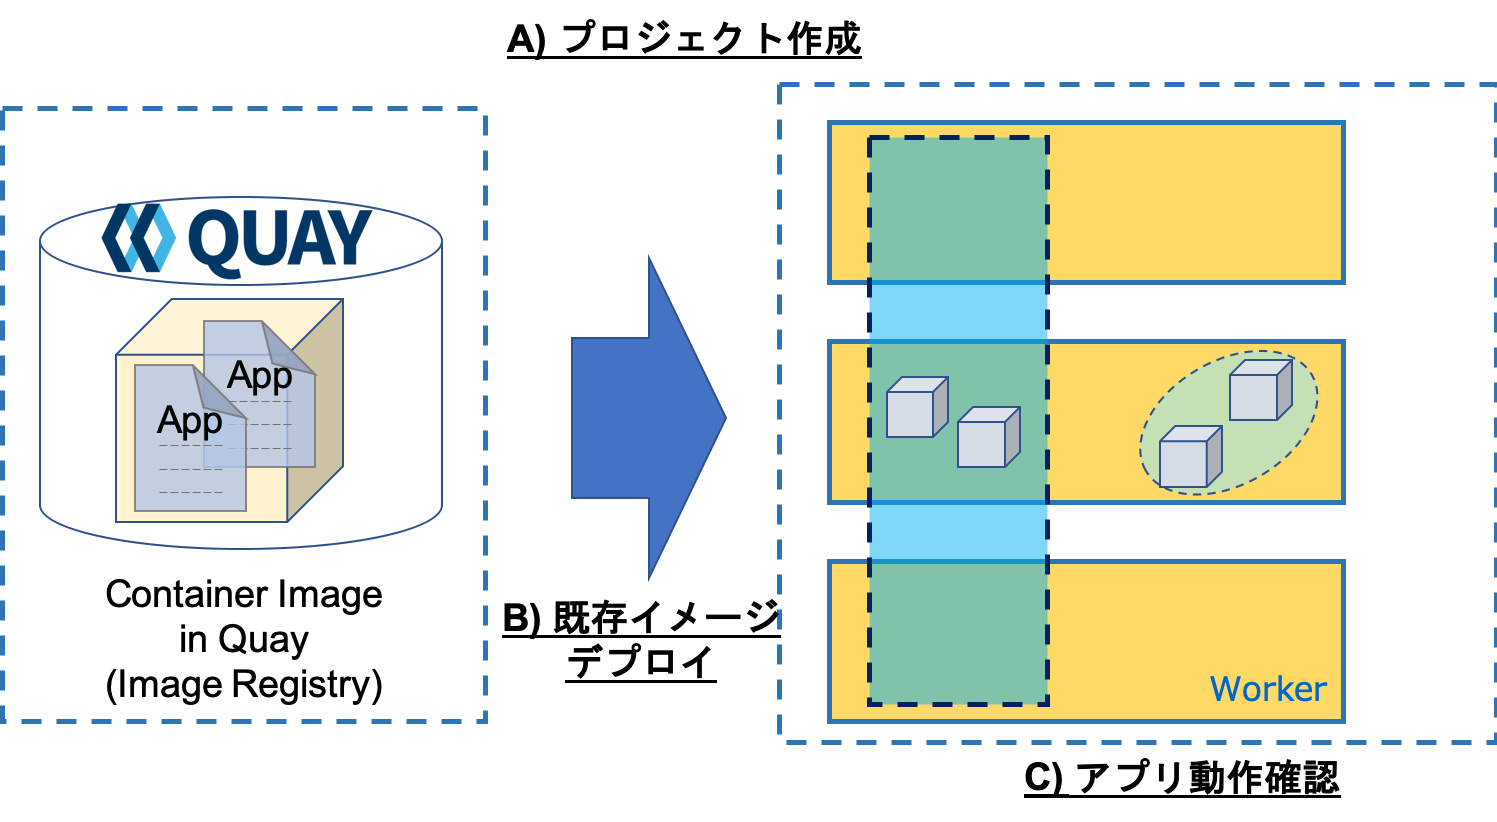 A) プロジェクト作成
QUAY
App
App
Container Image
in Quay
(Image Registry)
B) 既存イメージ
デプロイ
Worker
C) アプリ動作確認